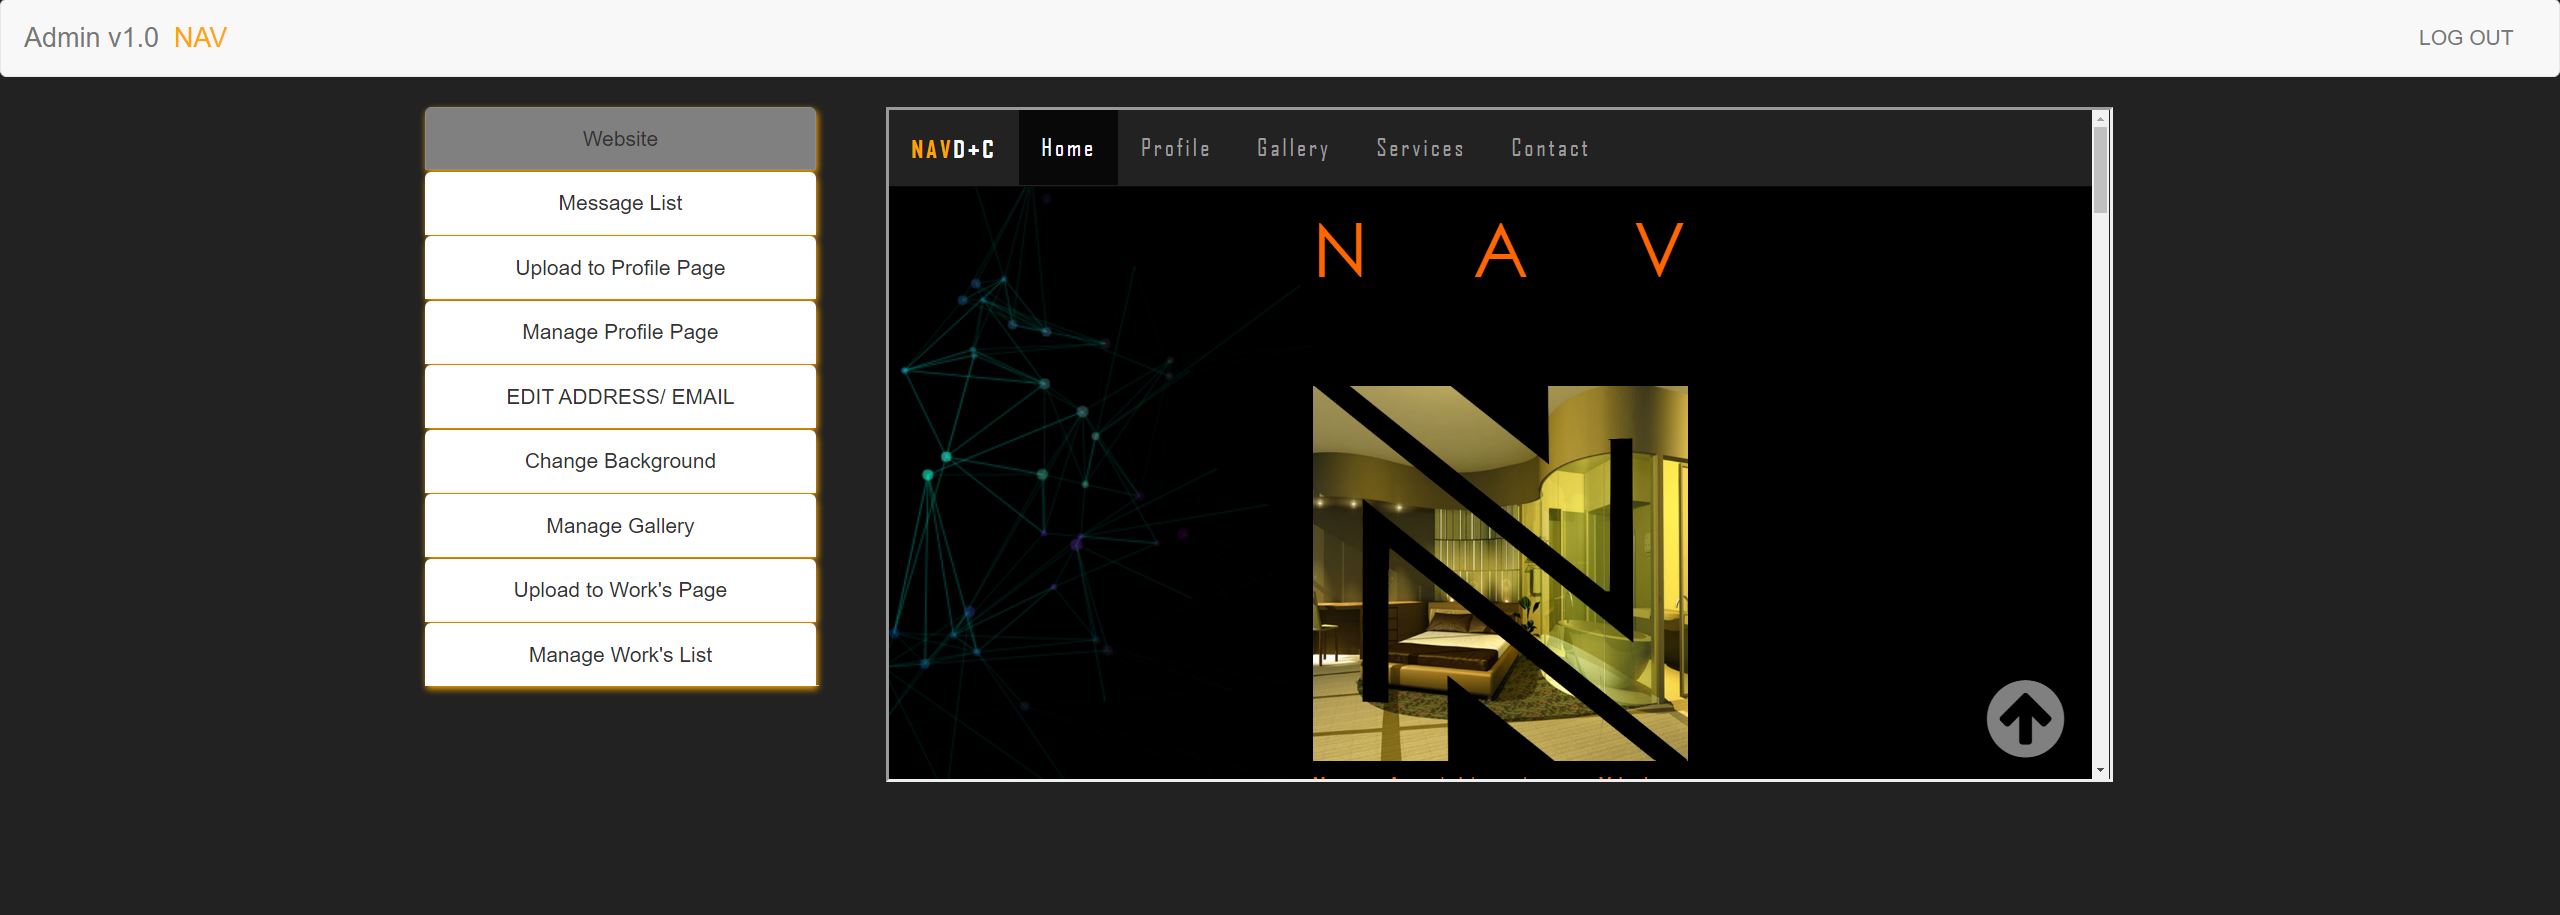 Admin v1.0 NAV
LOG OUT
Website
Message List
Upload to Profile Page
Manage Profile Page
EDIT ADDRESS/ EMAIL
Change Background
Manage Gallery
Upload to Work's Page
Manage Work's List
NAVD+C Home Profile Gallery Services Contact
N A V